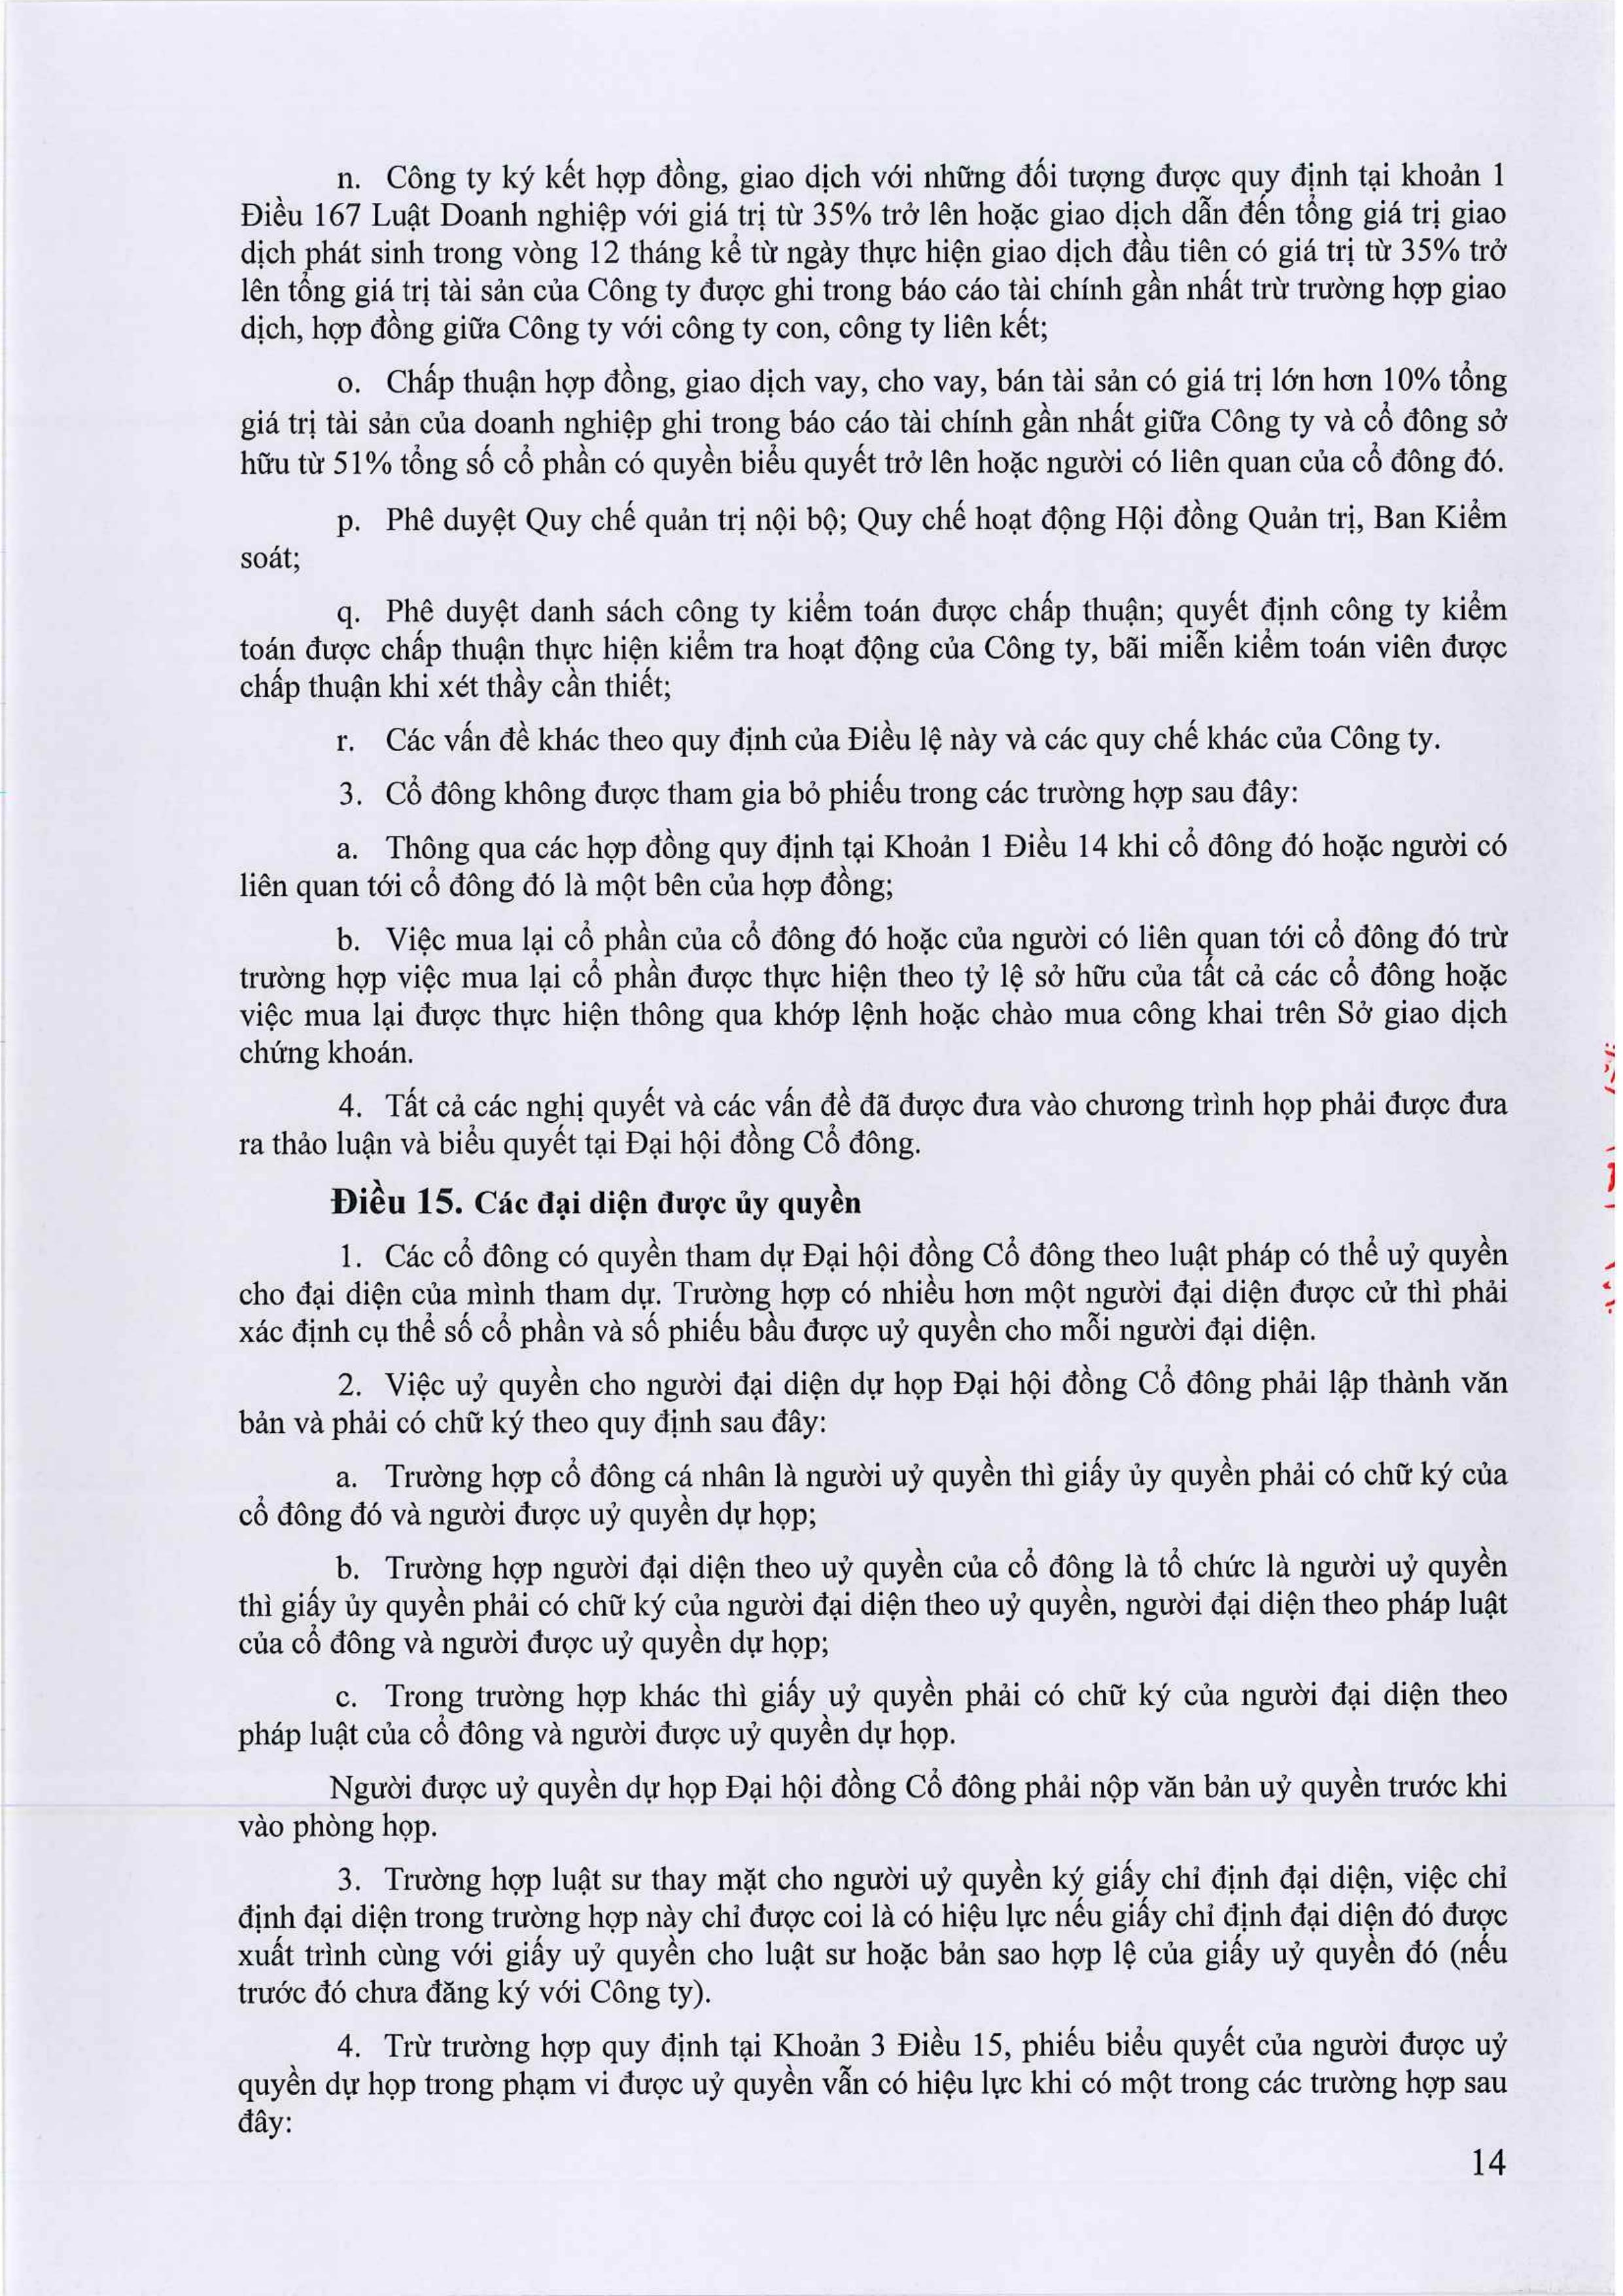 n. Công ty ký kết hợp đồng, giao dịch với những đối tượng được quy định tại khoản 1
Điều 167 Luật Doanh nghiệp với giá trị từ 35% trở lên hoặc giao dịch dẫn đến tổng giá trị giao
dịch phát sinh trong vòng 12 tháng kể từ ngày thực hiện giao dịch đầu tiên có giá trị từ 35% trở
lên tổng giá trị tài sản của Công ty được ghi trong báo cáo tài chính gần nhất trừ trường hợp giao
dịch, hợp đồng giữa Công ty với công ty con, công ty liên kết;
o. Chấp thuận hợp đồng, giao dịch vay, cho vay, bán tài sản có giá trị lớn hơn 10% tổng
giá trị tài sản của doanh nghiệp ghi trong báo cáo tài chính gần nhất giữa Công ty và cổ đông sở
hữu từ 51% tổng số cổ phần có quyền biểu quyết trở lên hoặc người có liên quan của cổ đông đó.
p. Phê duyệt Quy chế quản trị nội bộ; Quy chế hoạt động Hội đồng Quản trị, Ban Kiểm
soát;
q. Phê duyệt danh sách công ty kiểm toán được chấp thuận; quyết định công ty kiểm
toán được chấp thuận thực hiện kiểm tra hoạt động của Công ty, bãi miễn kiểm toán viên được
chấp thuận khi xét thầy cần thiết;
r. Các vấn đề khác theo quy định của Điều lệ này và các quy chế khác của Công ty.
3. Cổ đông không được tham gia bỏ phiếu trong các trường hợp sau đây:
a. Thông qua các hợp đồng quy định tại Khoản 1 Điều 14 khi cổ đông đó hoặc người có
liên quan tới cổ đông đó là một bên của hợp đồng;
b. Việc mua lại cổ phần của cổ đông đó hoặc của người có liên quan tới cổ đông đó trừ
trường hợp việc mua lại cổ phần được thực hiện theo tỷ lệ sở hữu của tất cả các cổ đông hoặc
việc mua lại được thực hiện thông qua khớp lệnh hoặc chào mua công khai trên Sở giao dịch
chứng khoán.
4. Tất cả các nghị quyết và các vấn đề đã được đưa vào chương trình họp phải được đưa
ra thảo luận và biểu quyết tại Đại hội đồng Cổ đông.
Điều 15. Các đại diện được ủy quyền
1. Các cổ đông có quyền tham dự Đại hội đồng Cổ đông theo luật pháp có thể uỷ quyền
cho đại diện của mình tham dự. Trường hợp có nhiều hơn một người đại diện được cử thì phải
xác định cụ thể số cổ phần và số phiếu bầu được uỷ quyền cho mỗi người đại diện.
2. Việc uỷ quyền cho người đại diện dự họp Đại hội đồng Cổ đông phải lập thành văn
bản và phải có chữ ký theo quy định sau đây:
a. Trường hợp cổ đông cá nhân là người uỷ quyền thì giấy ủy quyền phải có chữ ký của
cổ đông đó và người được uỷ quyền dự họp;
b. Trường hợp người đại diện theo uỷ quyền của cổ đông là tổ chức là người uỷ quyền
thì giấy ủy quyền phải có chữ ký của người đại diện theo uỷ quyền, người đại diện theo pháp luật
của cổ đông và người được uỷ quyền dự họp;
c. Trong trường hợp khác thì giấy uỷ quyền phải có chữ ký của người đại diện theo
pháp luật của cổ đông và người được uỷ quyền dự họp.
Người được uỷ quyền dự họp Đại hội đồng Cổ đông phải nộp văn bản uỷ quyền trước khi
vào phòng họp.
3. Trường hợp luật sư thay mặt cho người uỷ quyền ký giấy chỉ định đại diện, việc chỉ
định đại diện trong trường hợp này chỉ được coi là có hiệu lực nếu giấy chỉ định đại diện đó được
xuất trình cùng với giấy uỷ quyền cho luật sư hoặc bản sao hợp lệ của giấy uỷ quyền đó (nếu
trước đó chưa đăng ký với Công ty).
4. Trừ trường hợp quy định tại Khoản 3 Điều 15, phiếu biểu quyết của người được uỷ
quyền dự họp trong phạm vi được uỷ quyền vẫn có hiệu lực khi có một trong các trường hợp sau
đây:
14